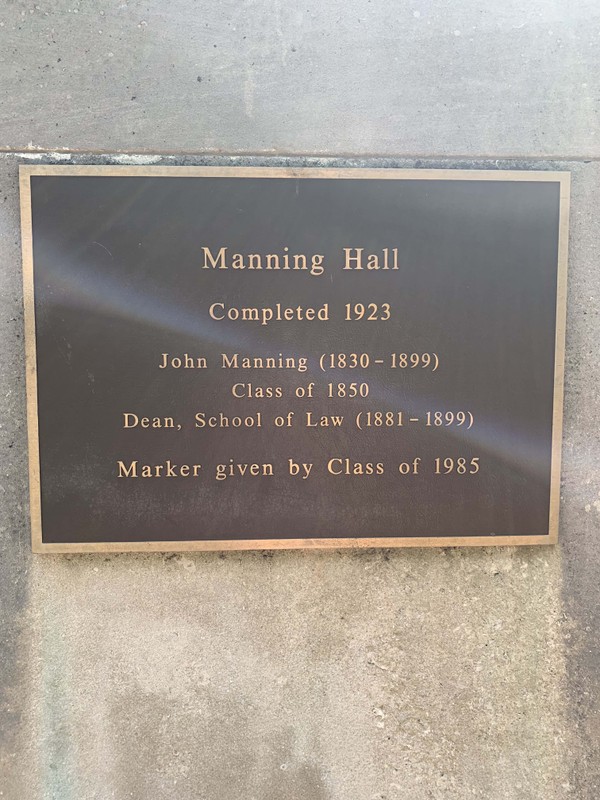 Manning Hall
Completed 1923
John Manning (1830–1899)
Class of 1850
Dean, School of Law (1881–1899)
Marker given by Class of 1985